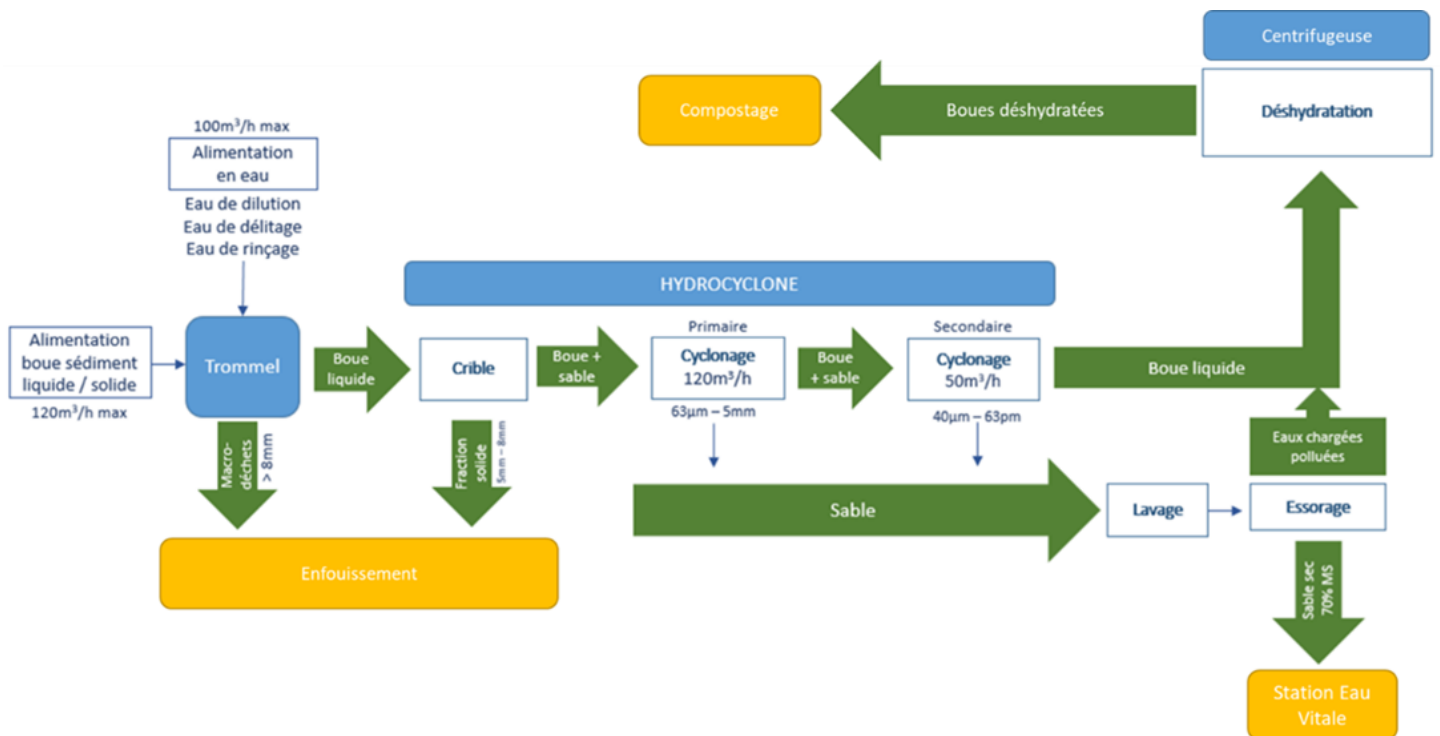 Centrifugeuse
Déshydratation
Boues déshydratées
Compostage
100m³/h max
Alimentation
en eau
Eau de dilution
Eau de délitage
Eau de rinçage
HYDROCYCLONE
Alimentation
boue sédiment
liquide / solide
120m³/h max
Trommel
Boue
liquide
Crible
Boue +
sable
Primaire
Cyclonage
120m³/h
63µm – 5mm
Boue
+ sable
Secondaire
Cyclonage
50m³/h
40µm – 63pm
Boue liquide
Eaux chargées
polluées
Macro-
déchets
> 8mm
Fraction
solide
5mm – 8mm
Sable
Lavage
Essorage
Enfouissement
Sable sec
70% MS
Station Eau
Vitale